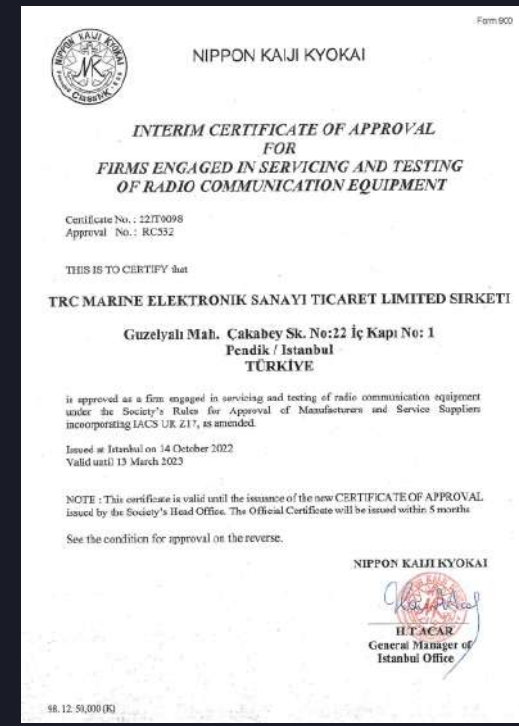 Form 900
NIPPON KAIJI KYOKAI
NIPPON KAIJI KYOKAI
NK
ClassNK
INTERIM CERTIFICATE OF APPROVAL
FOR
FIRMS ENGAGED IN SERVICING AND TESTING
OF RADIO COMMUNICATION EQUIPMENT
Certificate No. : 22IT0098
Approval No. : RC532
THIS IS TO CERTIFY that
TRC MARINE ELEKTRONIK SANAYI TICARET LIMITED SIRKETI
Guzelyalı Mah. Çakabey Sk. No:22 İç Kapı No: 1
Pendik / Istanbul
TÜRKİYE
is approved as a firm engaged in servicing and testing of radio communication equipment
under the Society's Rules for Approval of Manufacturers and Service Suppliers
incorporating IACS UR Z17, as amended.
Issued at Istanbul on 14 October 2022
Valid until 13 March 2023
NOTE : This certificate is valid until the issuance of the new CERTIFICATE OF APPROVAL
issued by the Society's Head Office. The Official Certificate will be issued within 5 months
See the condition for approval on the reverse.
NIPPON KAIJI KYOKAI
H.T.ACAR
General Manager of
Istanbul Office
98. 12. 50,000 (K)